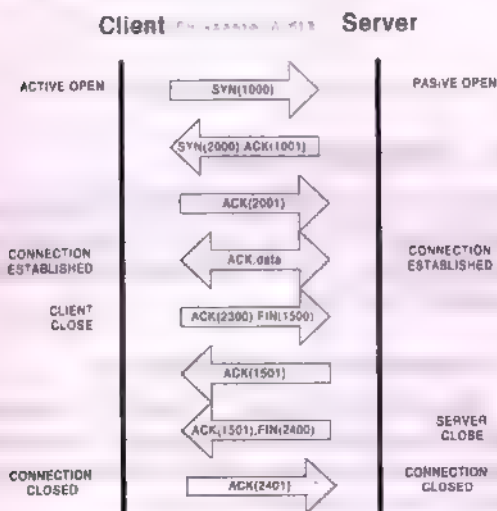 Client Server
ACTIVE OPEN
SYN(1000)
PASIVE OPEN
SYN(2000) ACK(1001)
ACK(2001)
CONNECTION
ESTABLISHED
ACK,data
CONNECTION
ESTABLISHED
CLIENT
CLOSE
ACK(2300) FIN(1500)
ACK(1501)
ACK(1501),FIN(2400)
SERVER
CLOSE
CONNECTION
CLOSED
ACK(2401)
CONNECTION
CLOSED